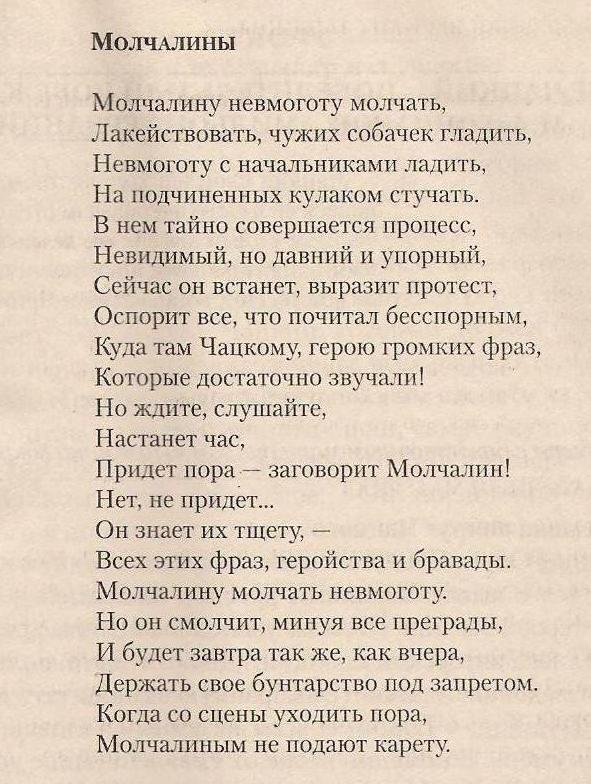 Молчалины
Молчалину невмоготу молчать,
Лакействовать, чужих собачек гладить,
Невмоготу с начальниками ладить,
На подчиненных кулаком стучать.
В нем тайно совершается процесс,
Невидимый, но давний и упорный,
Сейчас он встанет, выразит протест,
Оспорит все, что почитал бесспорным,
Куда там Чацкому, герою громких фраз,
Которые достаточно звучали!
Но ждите, слушайте,
Настанет час,
Придет пора — заговорит Молчалин!
Нет, не придет...
Он знает их тщету, —
Всех этих фраз, геройства и бравады.
Молчалину молчать невмоготу.
Но он смолчит, минуя все преграды,
И будет завтра так же, как вчера,
Держать свое бунтарство под запретом.
Когда со сцены уходить пора,
Молчалиным не подают карету.